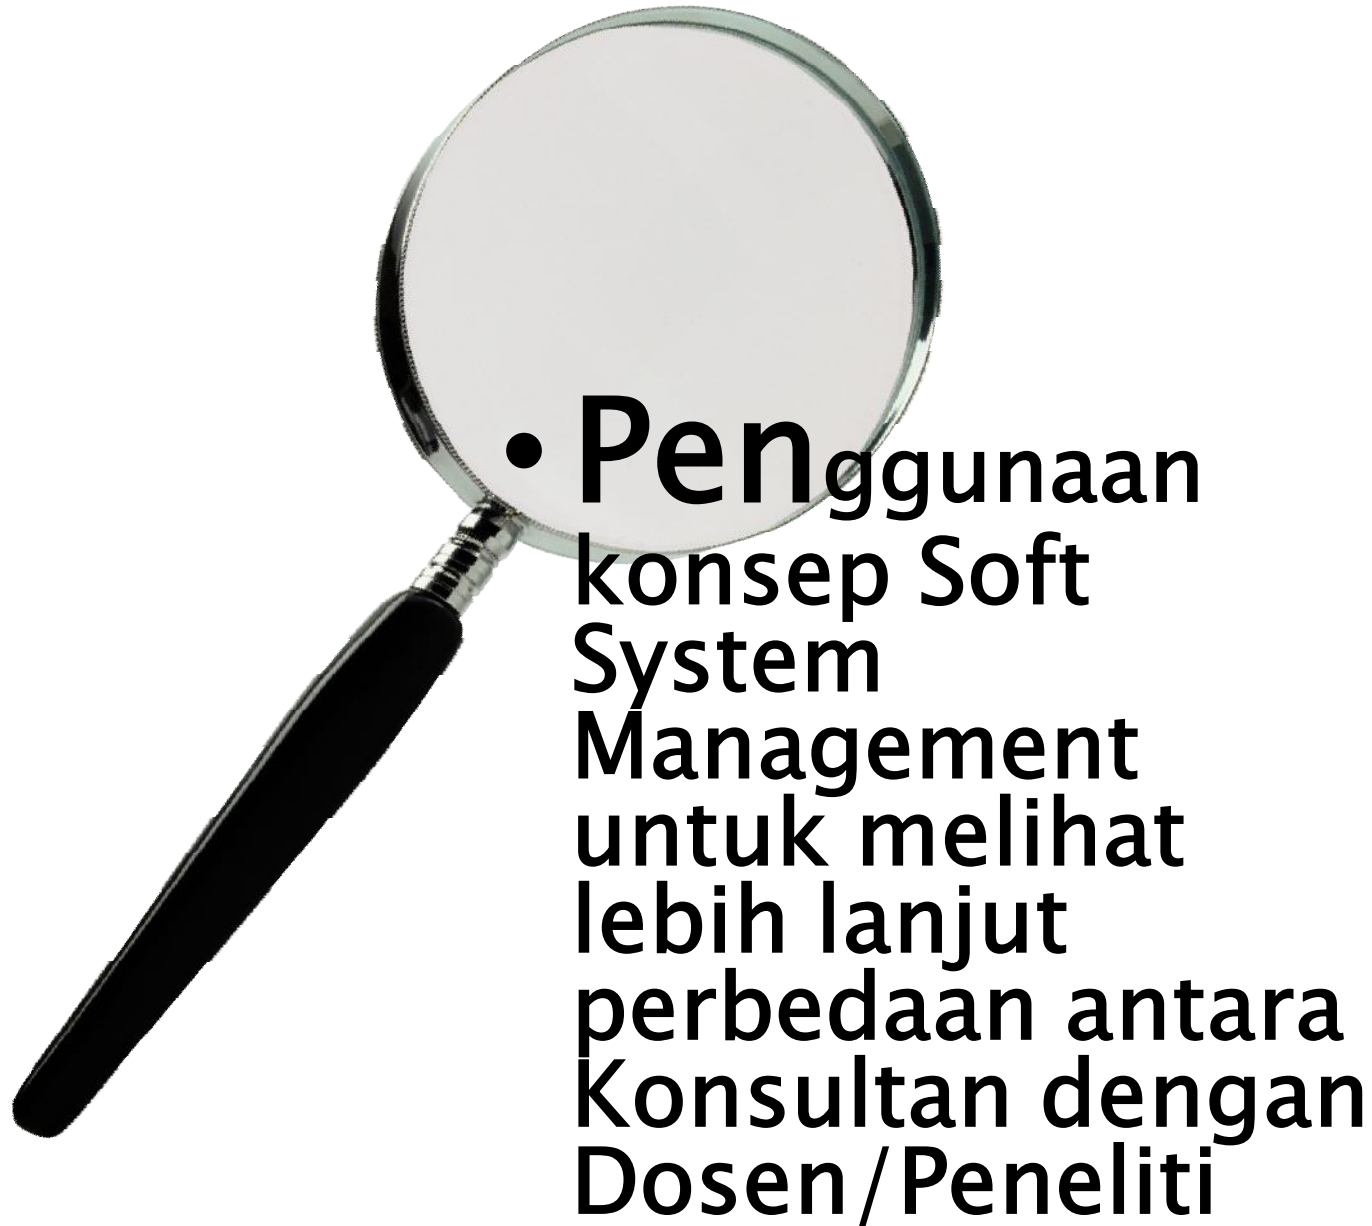 • Penggunaan
konsep Soft
System
Management
untuk melihat
lebih lanjut
perbedaan antara
Konsultan dengan
Dosen/Peneliti